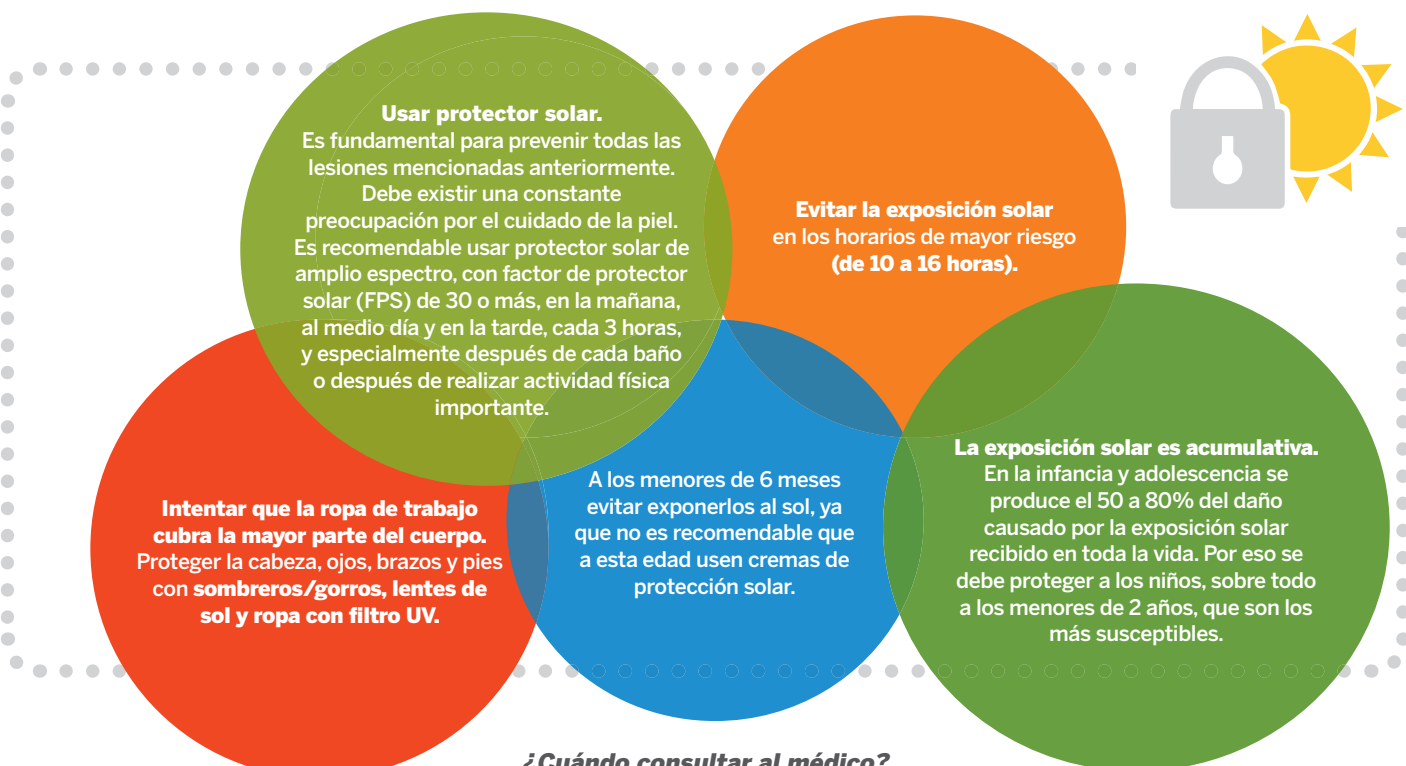 Usar protector solar.
Es fundamental para prevenir todas las
lesiones mencionadas anteriormente.
Debe existir una constante
preocupación por el cuidado de la piel.
Es recomendable usar protector solar de
amplio espectro, con factor de protector
solar (FPS) de 30 o más, en la mañana,
al medio día y en la tarde, cada 3 horas,
y especialmente después de cada baño
o después de realizar actividad física
importante.
Evitar la exposición solar
en los horarios de mayor riesgo
(de 10 a 16 horas).
Intentar que la ropa de trabajo
cubra la mayor parte del cuerpo.
Proteger la cabeza, ojos, brazos y pies
con sombreros/gorros, lentes de
sol y ropa con filtro UV.
A los menores de 6 meses
evitar exponerlos al sol, ya
que no es recomendable que
a esta edad usen cremas de
protección solar.
La exposición solar es acumulativa.
En la infancia y adolescencia se
produce el 50 a 80% del daño
causado por la exposición solar
recibido en toda la vida. Por eso se
debe proteger a los niños, sobre todo
a los menores de 2 años, que son los
más susceptibles.
¿Cuándo consultar al médico?